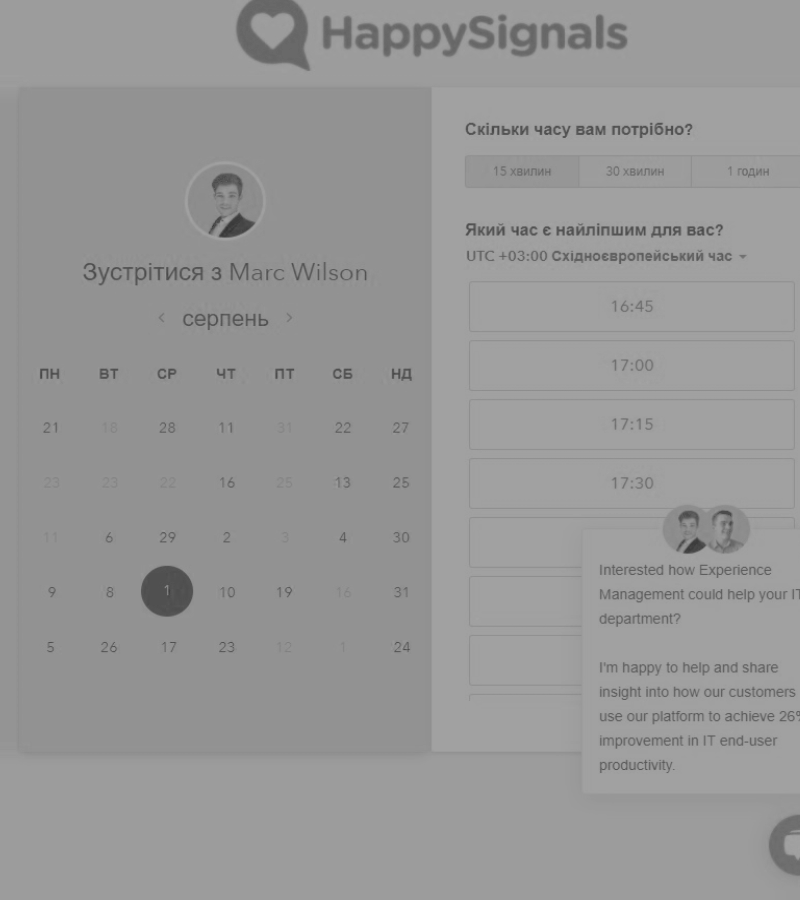 HappySignals
Зустрітися з Marc Wilson
серпень
ПН ВТ СР ЧТ ПТ СБ НД
21 18 28 11 31 22 27
23 23 22 16 25 13 25
11 6 29 2 3 4 30
9 8 1 10 19 16 31
5 26 17 23 12 1 24
Скільки часу вам потрібно?
15 хвилин 30 хвилин 1 годин
Який час є найліпшим для вас?
UTC +03:00 Східноєвропейський час
16:45
17:00
17:15
17:30
Interested how Experience
Management could help your IT
department?
I'm happy to help and share
insight into how our customers
use our platform to achieve 26%
improvement in IT end-user
productivity.